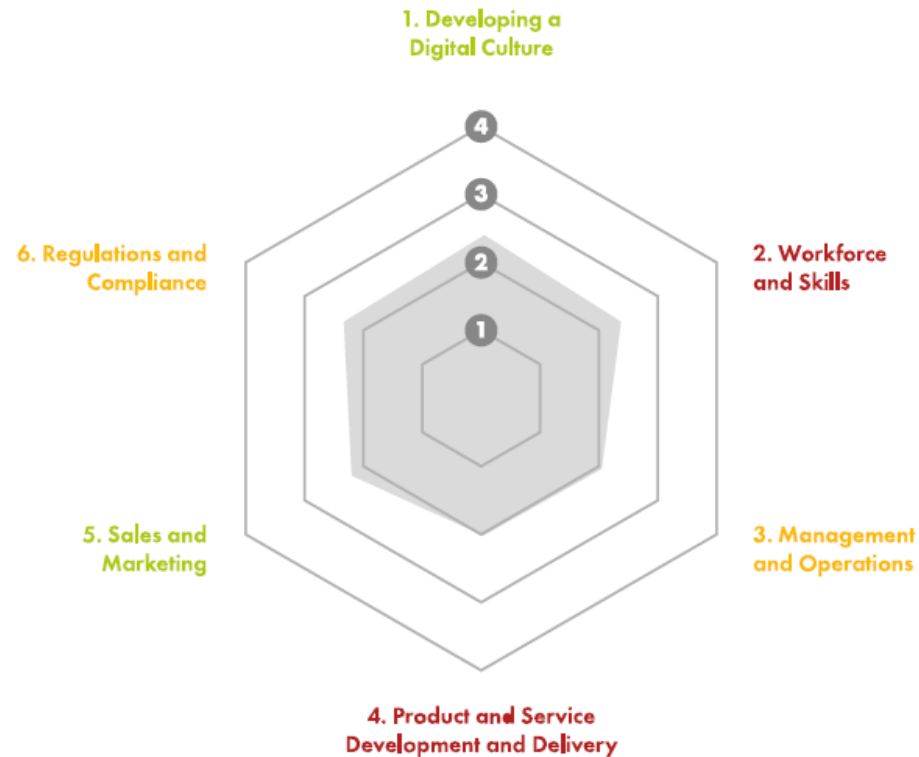 1. Developing a
Digital Culture
4
3
6. Regulations and
Compliance
2. Workforce
and Skills
2
1
5. Sales and
Marketing
3. Management
and Operations
4. Product and Service
Development and Delivery